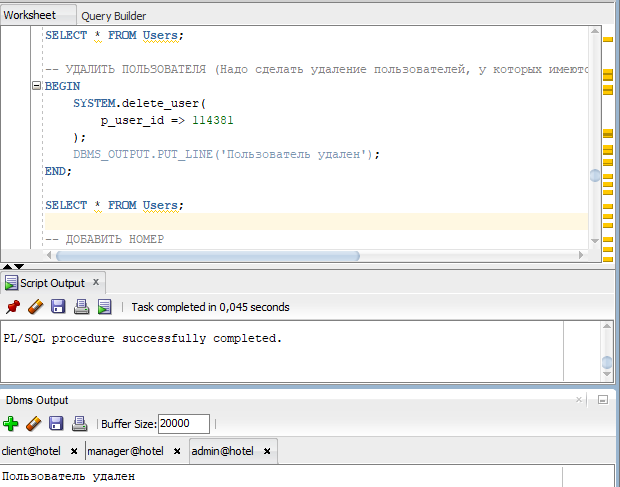 Worksheet Query Builder
SELECT * FROM Users;
-- УДАЛИТЬ ПОЛЬЗОВАТЕЛЯ (Надо сделать удаление пользователей, у которых имеютс
BEGIN
SYSTEM.delete_user(
p_user_id => 114381
);
DBMS_OUTPUT.PUT_LINE('Пользователь удален');
END;
SELECT * FROM Users;
-- ДОБАВИТЬ НОМЕР
Script Output x
Task completed in 0,045 seconds
PL/SQL procedure successfully completed.
Dbms Output
Buffer Size: 20000
client@hotel manager@hotel admin@hotel
Пользователь удален